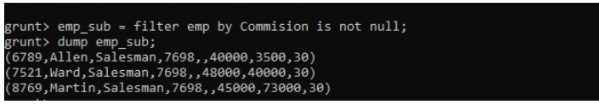 grunt> emp_sub = filter emp by Commision is not null;
grunt> dump emp_sub;
(6789,Allen,Salesman,7698,,40000,3500,30)
(7521,Ward,Salesman,7698,,48000,40000,30)
(8769,Martin,Salesman,7698,,45000,73000,30)